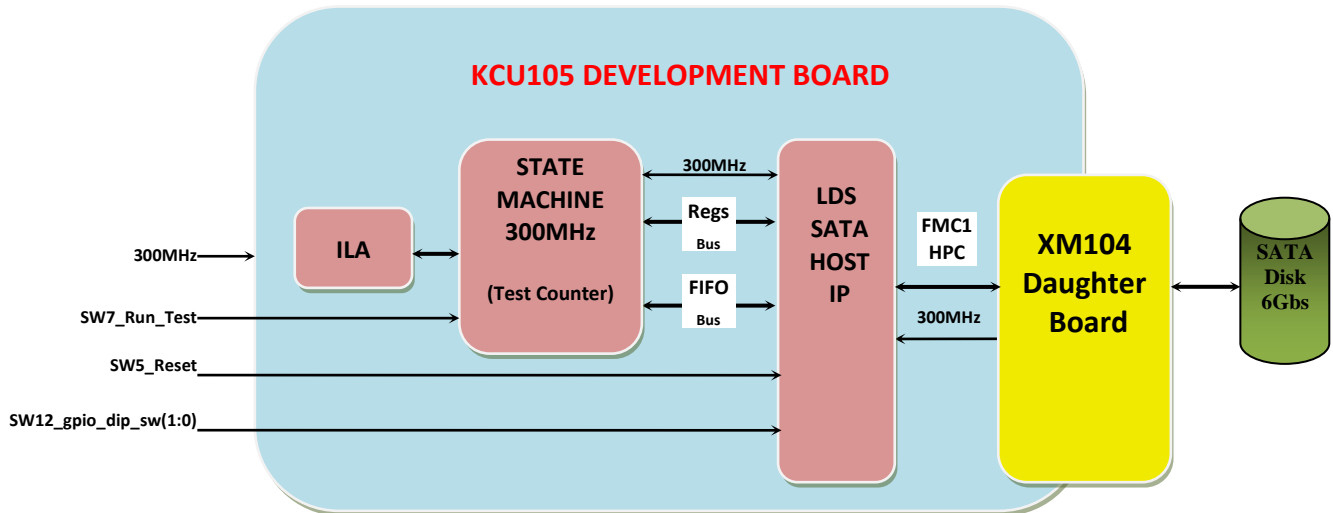 KCU105 DEVELOPMENT BOARD
300MHz
SW7_Run_Test
SW5_Reset
SW12_gpio_dip_sw(1:0)
ILA
STATE
MACHINE
300MHz
(Test Counter)
300MHz
Regs
Bus
FIFO
Bus
LDS
SATA
HOST
IP
FMC1
HPC
300MHz
XM104
Daughter
Board
SATA
Disk
6Gbs